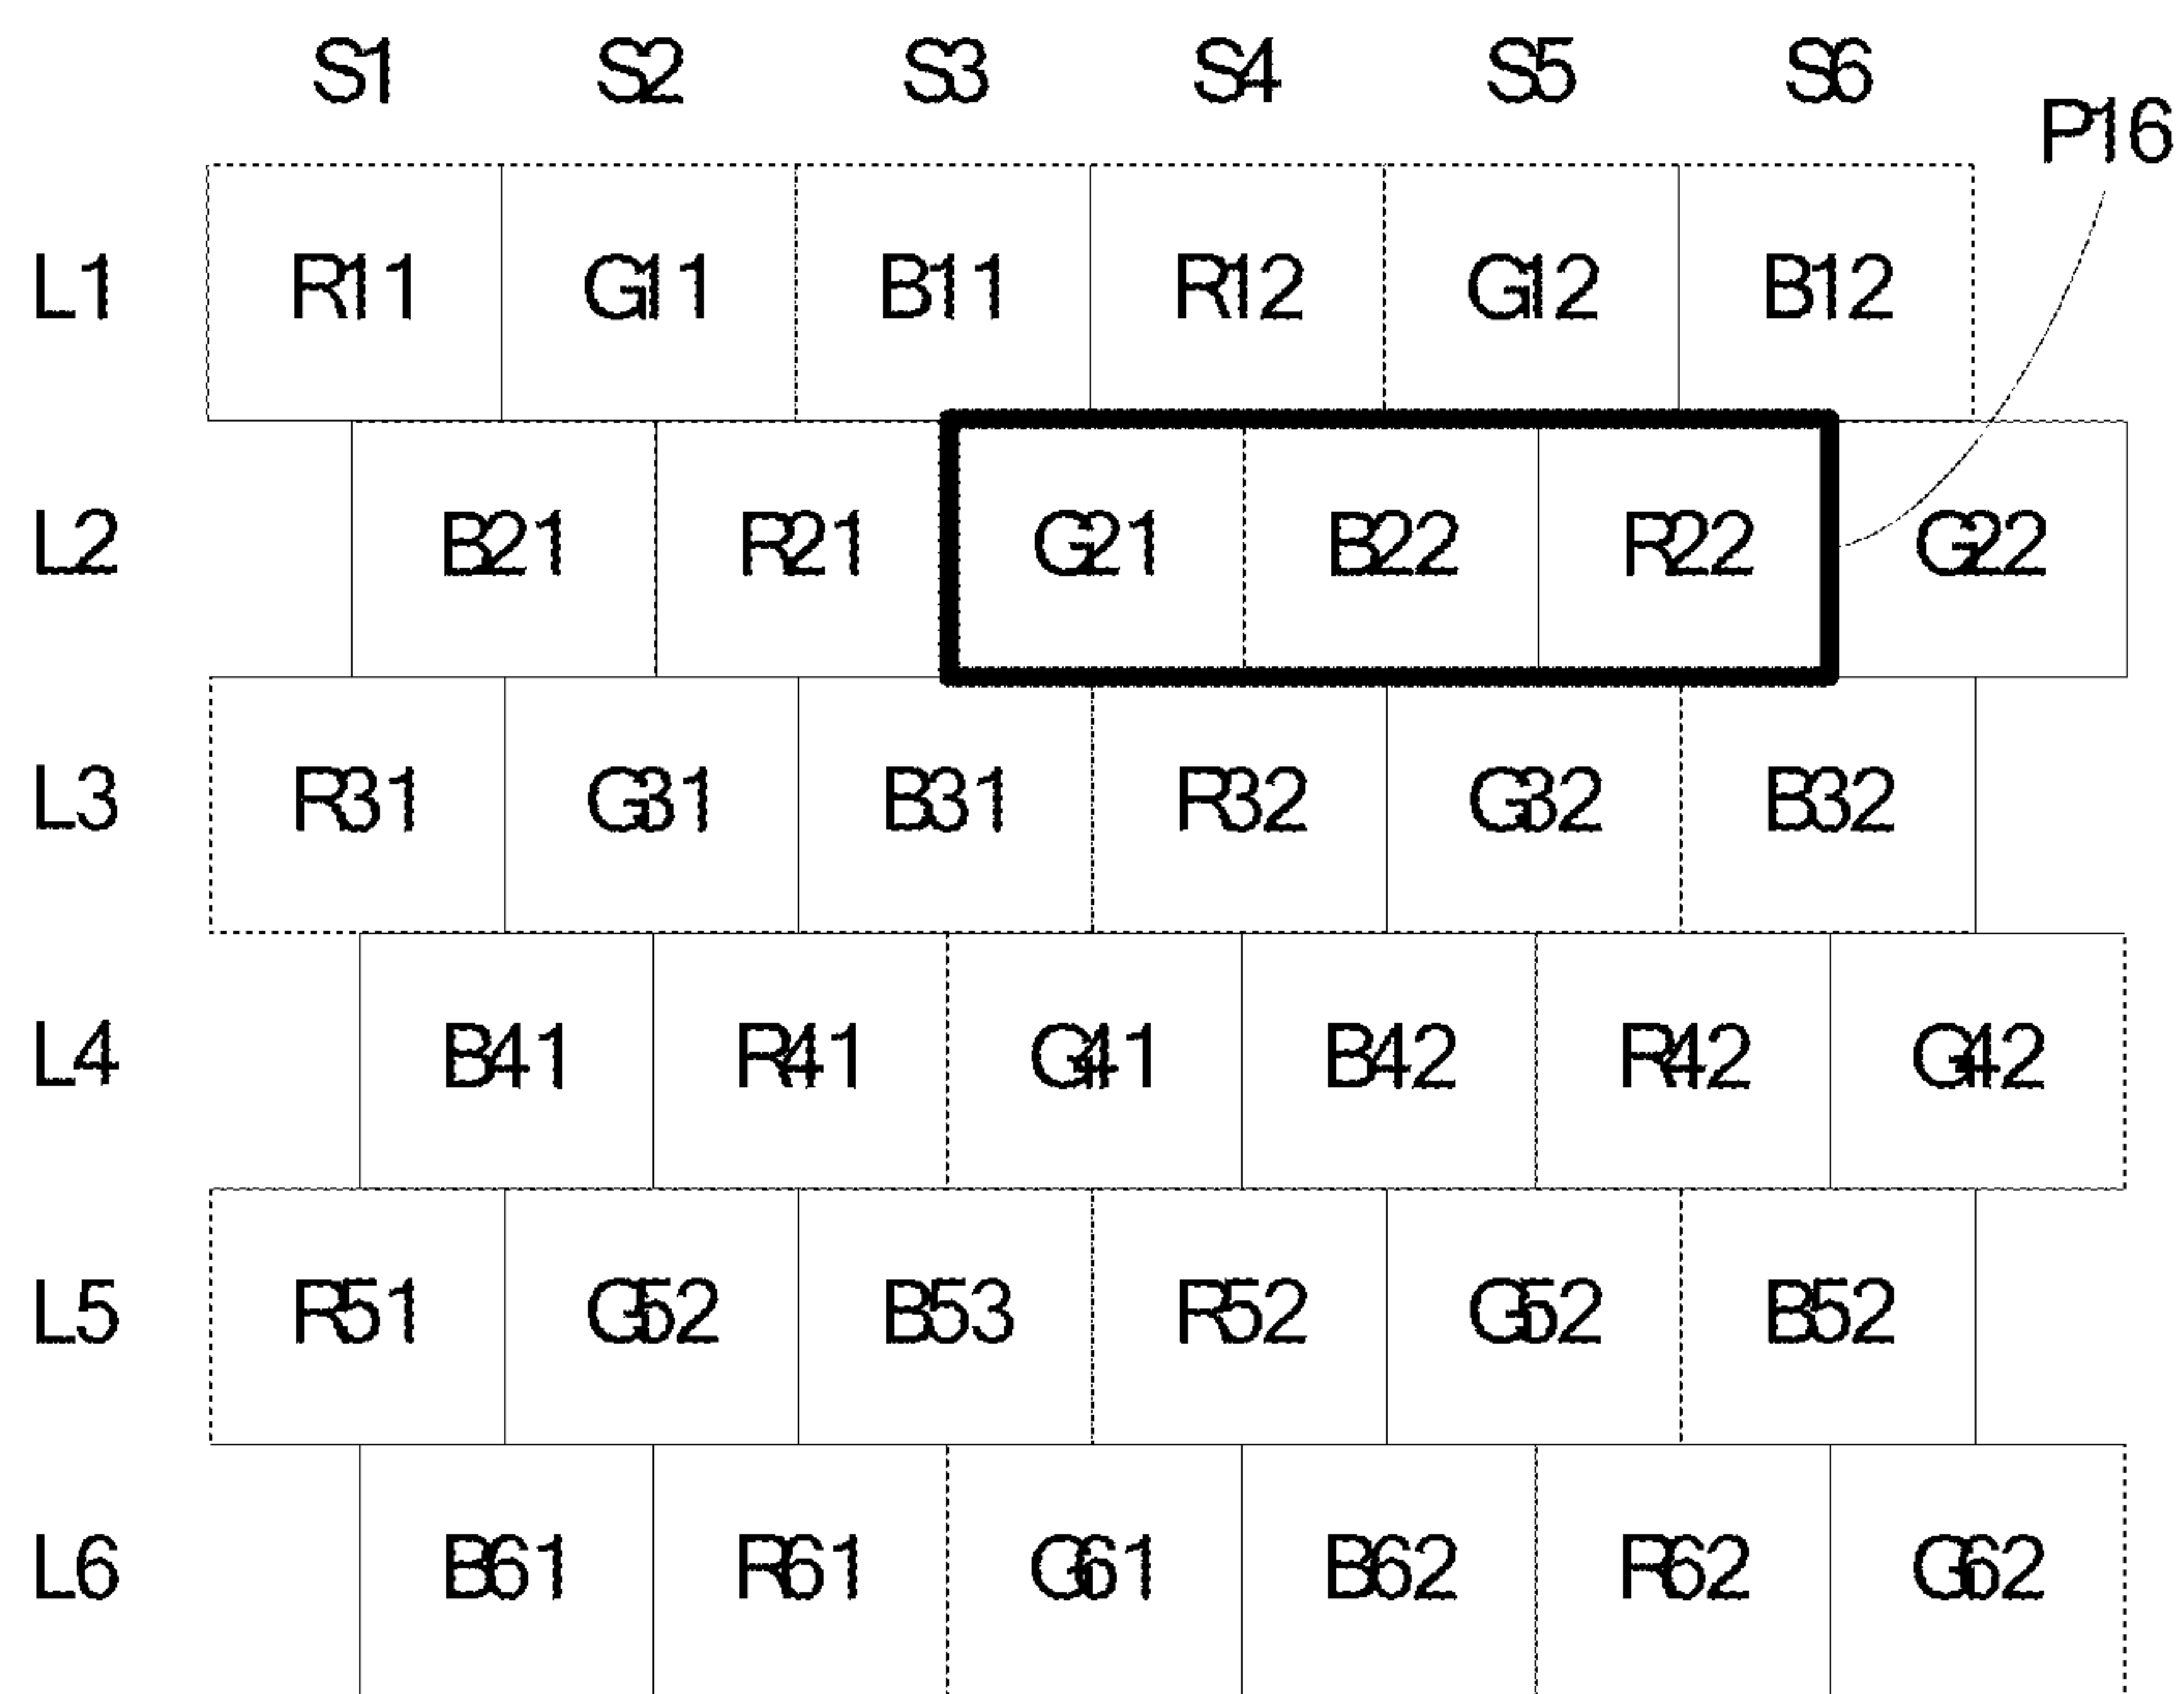 S1 S2 S3 S4 S5 S6
P16
L1 R11 G11 B11 R12 G12 B12
L2 B21 R21 G21 B22 R22 G22
L3 R31 G31 B31 R32 G32 B32
L4 B41 R41 G41 B42 R42 G42
L5 R51 G52 B53 R52 G52 B52
L6 B61 R61 G61 B62 R62 G62